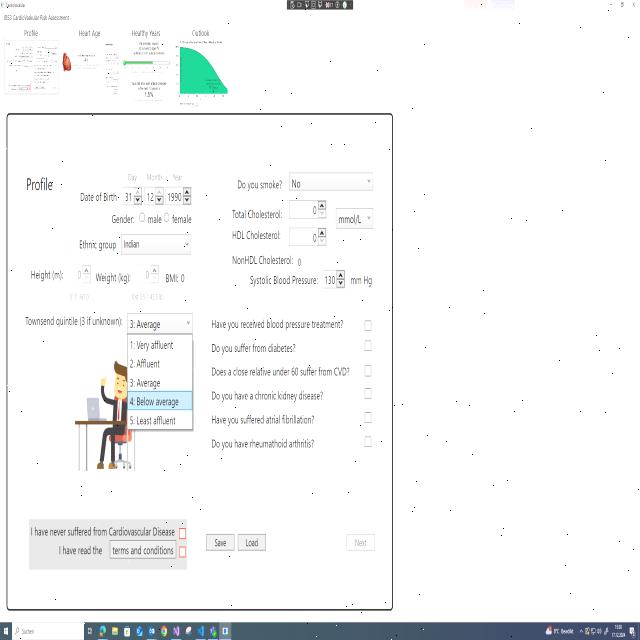 JBS3 CardioVascular Risk Assessment
Profile Heart Age Healthy Years Outlook
Day Month Year
Profile
Date of Birth: 31 12 1990
Gender: male female
Ethnic group Indian
Height (m): 0 Weight (kg): 0 BMI: 0
Townsend quintile (3 if unknown): 3: Average
1: Very affluent
2: Affluent
3: Average
4: Below average
5: Least affluent
Do you smoke? No
Total Cholesterol: 0
mmol/L
HDL Cholesterol: 0
NonHDL Cholesterol: 0
Systolic Blood Pressure: 130 mm Hg
Have you received blood pressure treatment?
Do you suffer from diabetes?
Does a close relative under 60 suffer from CVD?
Do you have a chronic kidney disease?
Have you suffered atrial fibrillation?
Do you have rheumathoid arthritis?
I have never suffered from Cardiovascular Disease
I have read the terms and conditions
Save Load Next
Suchen